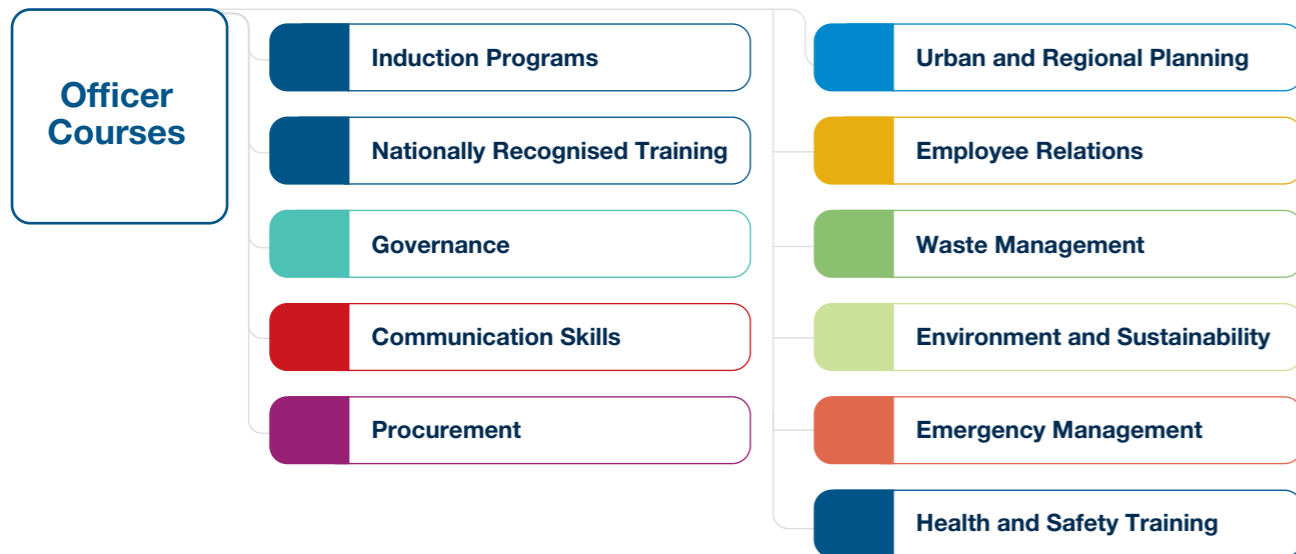 Officer
Courses
Induction Programs
Nationally Recognised Training
Governance
Communication Skills
Procurement
Urban and Regional Planning
Employee Relations
Waste Management
Environment and Sustainability
Emergency Management
Health and Safety Training